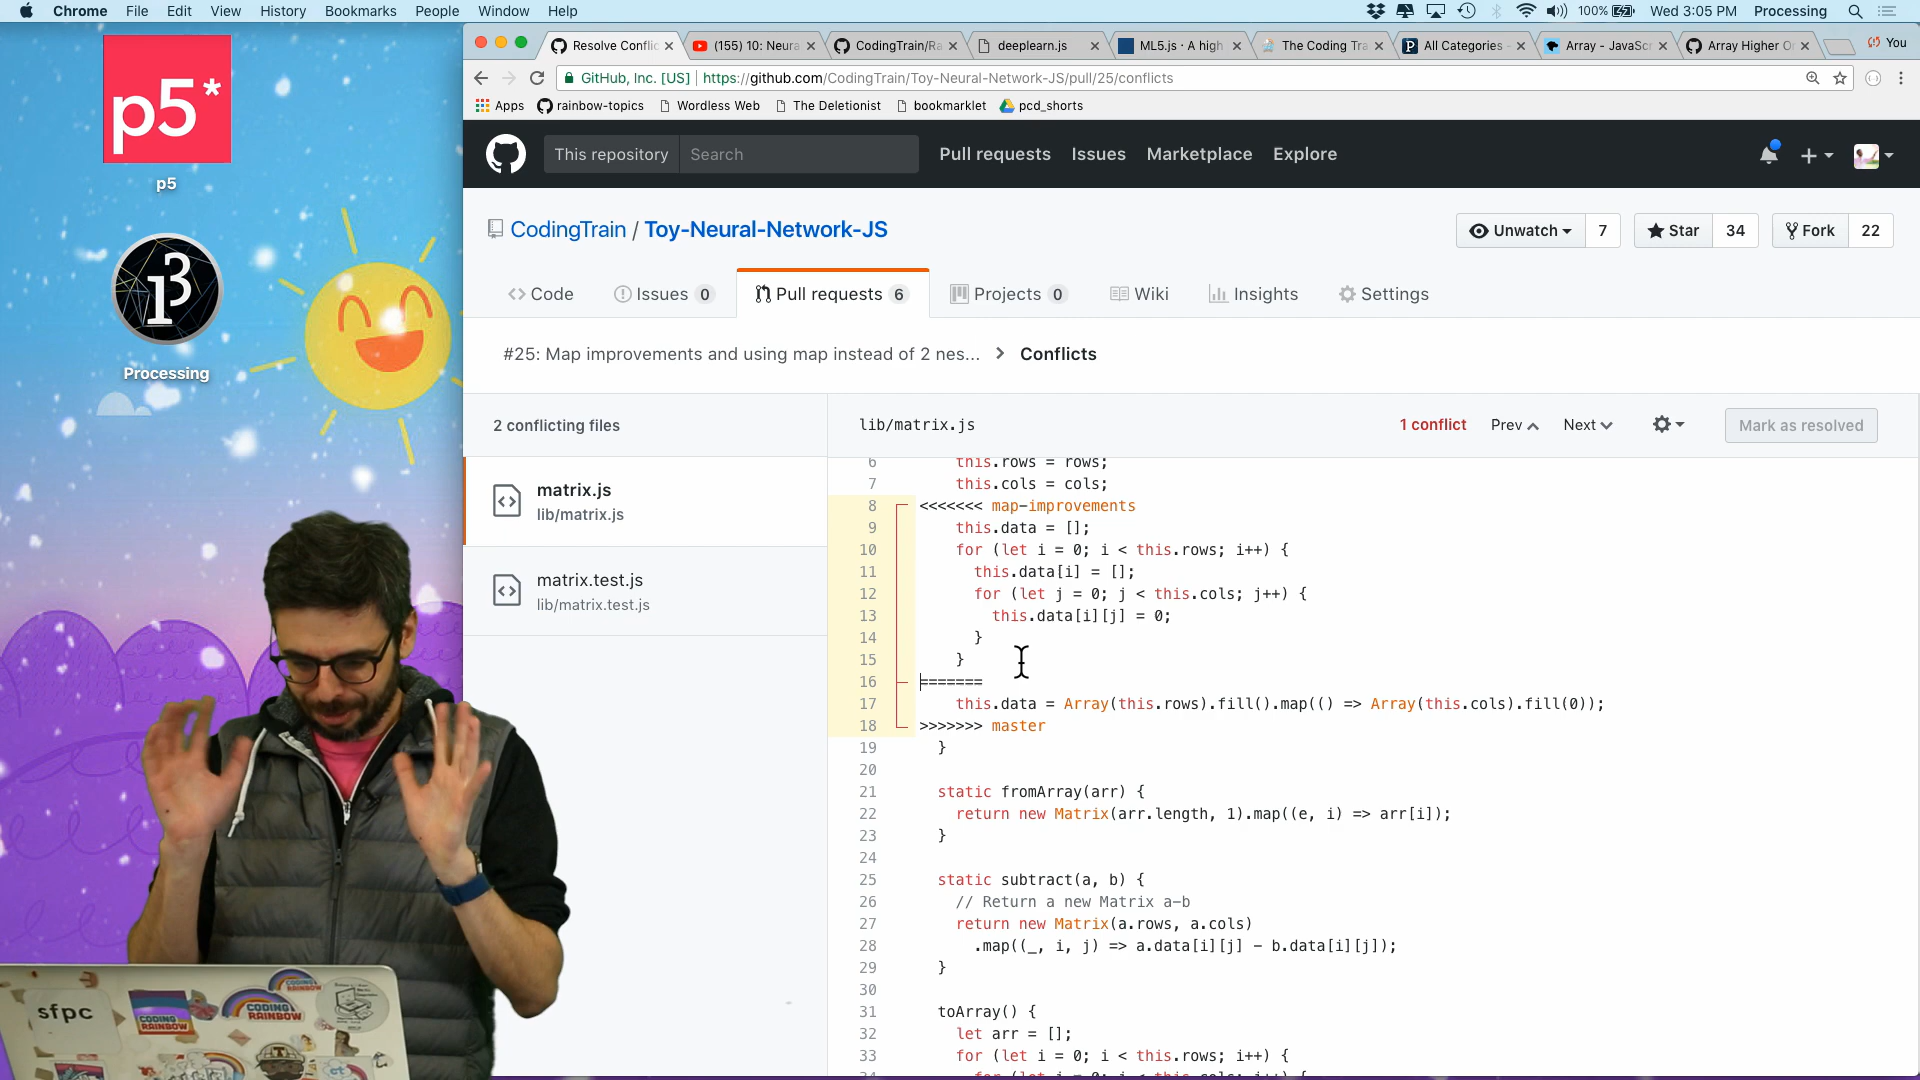 Chrome File Edit View History Bookmarks People Window Help
100% Wed 3:05 PM Processing
p5*
p5
Processing
Resolve Conflic
(155) 10: Neura
CodingTrain/Ra
deeplearn.js
ML5.js · A high
The Coding Tra
All Categories
Array - JavaScr
Array Higher O
You
GitHub, Inc. [US] https://github.com/CodingTrain/Toy-Neural-Network-JS/pull/25/conflicts
Apps rainbow-topics Wordless Web The Deletionist bookmarklet pcd_shorts
This repository Search Pull requests Issues Marketplace Explore
CodingTrain / Toy-Neural-Network-JS
Unwatch 7 Star 34 Fork 22
Code Issues 0 Pull requests 6 Projects 0 Wiki Insights Settings
#25: Map improvements and using map instead of 2 nes... > Conflicts
2 conflicting files
matrix.js
lib/matrix.js
matrix.test.js
lib/matrix.test.js
lib/matrix.js 1 conflict Prev Next Mark as resolved
6 this.rows = rows;
7 this.cols = cols;
8 <<<<<<< map-improvements
9 this.data = [];
10 for (let i = 0; i < this.rows; i++) {
11 this.data[i] = [];
12 for (let j = 0; j < this.cols; j++) {
13 this.data[i][j] = 0;
14 }
15 }
16 =======
17 this.data = Array(this.rows).fill().map(() => Array(this.cols).fill(0));
18 >>>>>>> master
19 }
20
21 static fromArray(arr) {
22 return new Matrix(arr.length, 1).map((e, i) => arr[i]);
23 }
24
25 static subtract(a, b) {
26 // Return a new Matrix a-b
27 return new Matrix(a.rows, a.cols)
28 .map((_, i, j) => a.data[i][j] - b.data[i][j]);
29 }
30
31 toArray() {
32 let arr = [];
33 for (let i = 0; i < this.rows; i++) {
34 for (let j = 0; j < this.cols; j++) {
sfpc
CODING RAINBOW
CODING RAINBOW
CODING